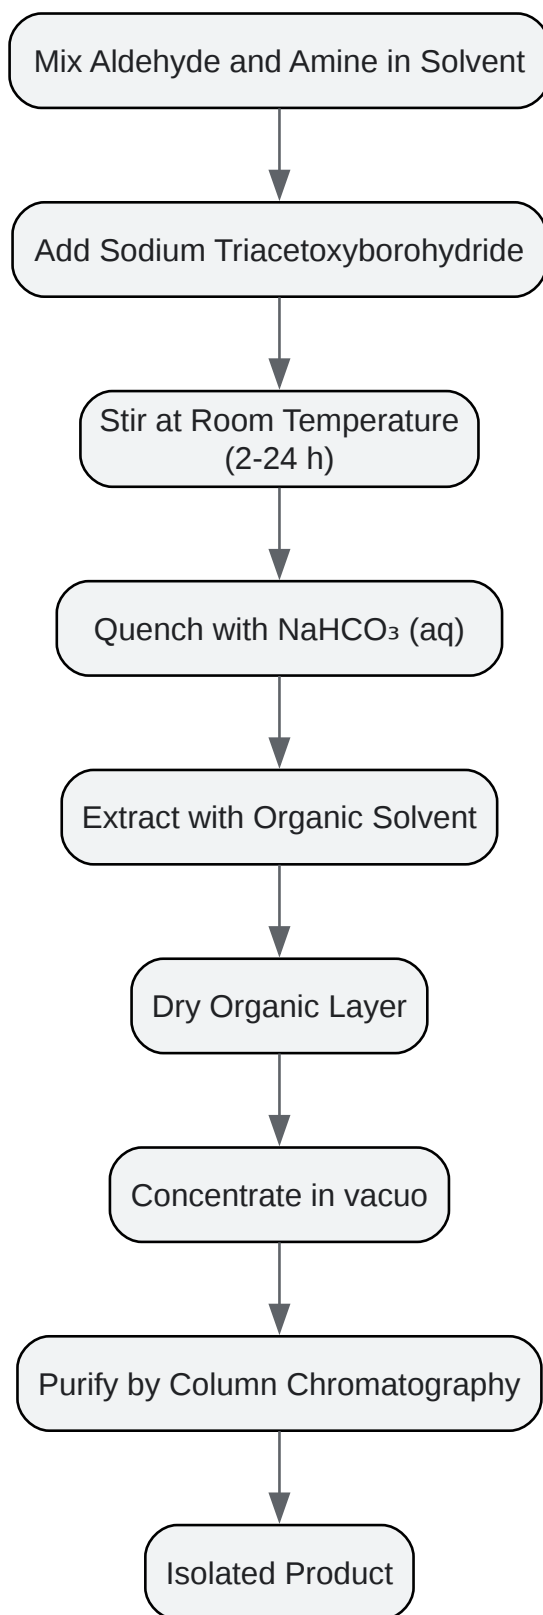 Mix Aldehyde and Amine in Solvent
Add Sodium Triacetoxyborohydride
Stir at Room Temperature
(2-24 h)
Quench with NaHCO₃ (aq)
Extract with Organic Solvent
Dry Organic Layer
Concentrate in vacuo
Purify by Column Chromatography
Isolated Product